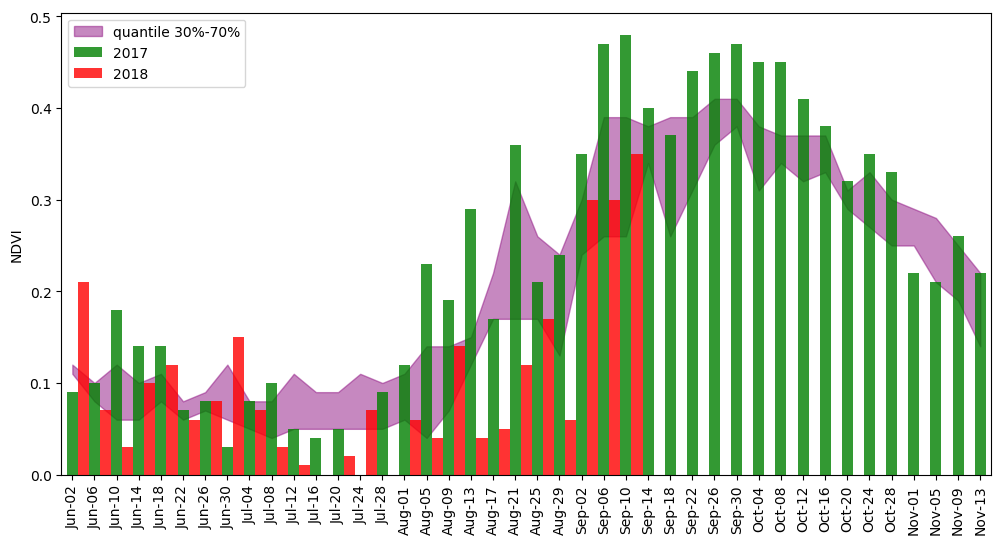 quantile 30%-70%
2017
2018
NDVI
0.5
0.4
0.3
0.2
0.1
0.0
Jun-02
Jun-06
Jun-10
Jun-14
Jun-18
Jun-22
Jun-26
Jun-30
Jul-04
Jul-08
Jul-12
Jul-16
Jul-20
Jul-24
Jul-28
Aug-01
Aug-05
Aug-09
Aug-13
Aug-17
Aug-21
Aug-25
Aug-29
Sep-02
Sep-06
Sep-10
Sep-14
Sep-18
Sep-22
Sep-26
Sep-30
Oct-04
Oct-08
Oct-12
Oct-16
Oct-20
Oct-24
Oct-28
Nov-01
Nov-05
Nov-09
Nov-13